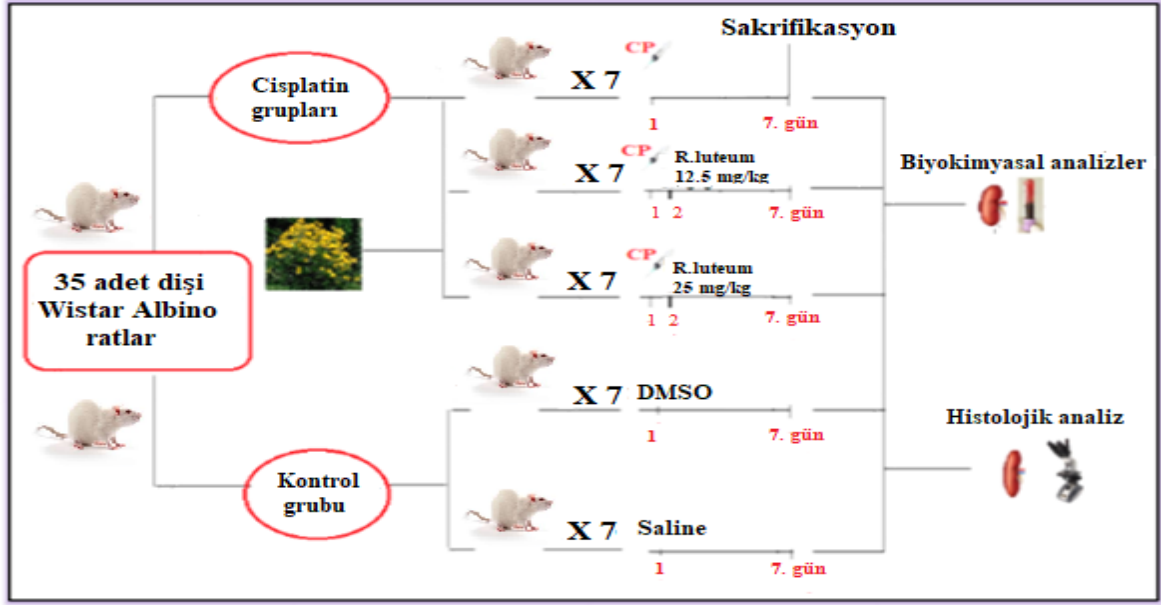 Sakrifikasyon
Cisplatin
grupları
CP
X 7
1
7. gün
CP
R.luteum
X 7
12.5 mg/kg
1 2
7. gün
Biyokimyasal analizler
35 adet dişi
Wistar Albino
ratlar
CP
R.luteum
X 7
25 mg/kg
1 2
7. gün
X 7 DMSO
1
7. gün
Histolojik analiz
Kontrol
grubu
X 7 Saline
1
7. gün